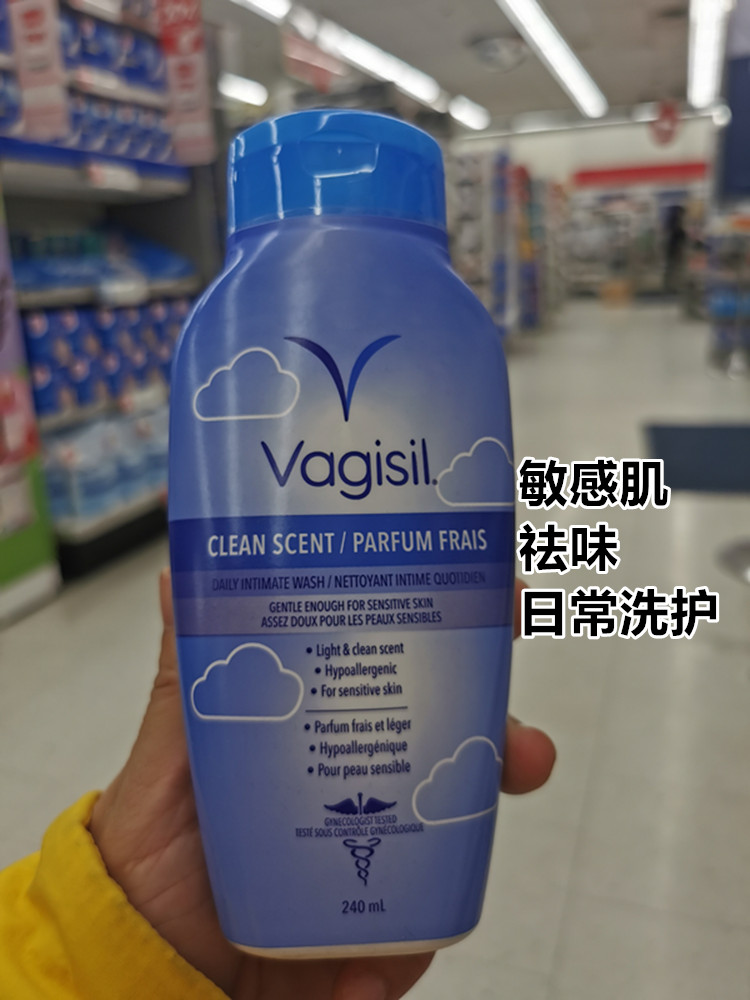 Vagisil.
CLEAN SCENT / PARFUM FRAIS
DAILY INTIMATE WASH / NETTOYANT INTIME QUOTIDIEN
GENTLE ENOUGH FOR SENSITIVE SKIN
ASSEZ DOUX POUR LES PEAUX SENSIBLES
• Light & clean scent
• Hypoallergenic
• For sensitive skin
• Parfum frais et léger
• Hypoallergénique
• Pour peau sensible
GYNECOLOGIST TESTED
TESTÉ SOUS CONTRÔLE GYNÉCOLOGIQUE
240 mL
敏感肌
祛味
日常洗护